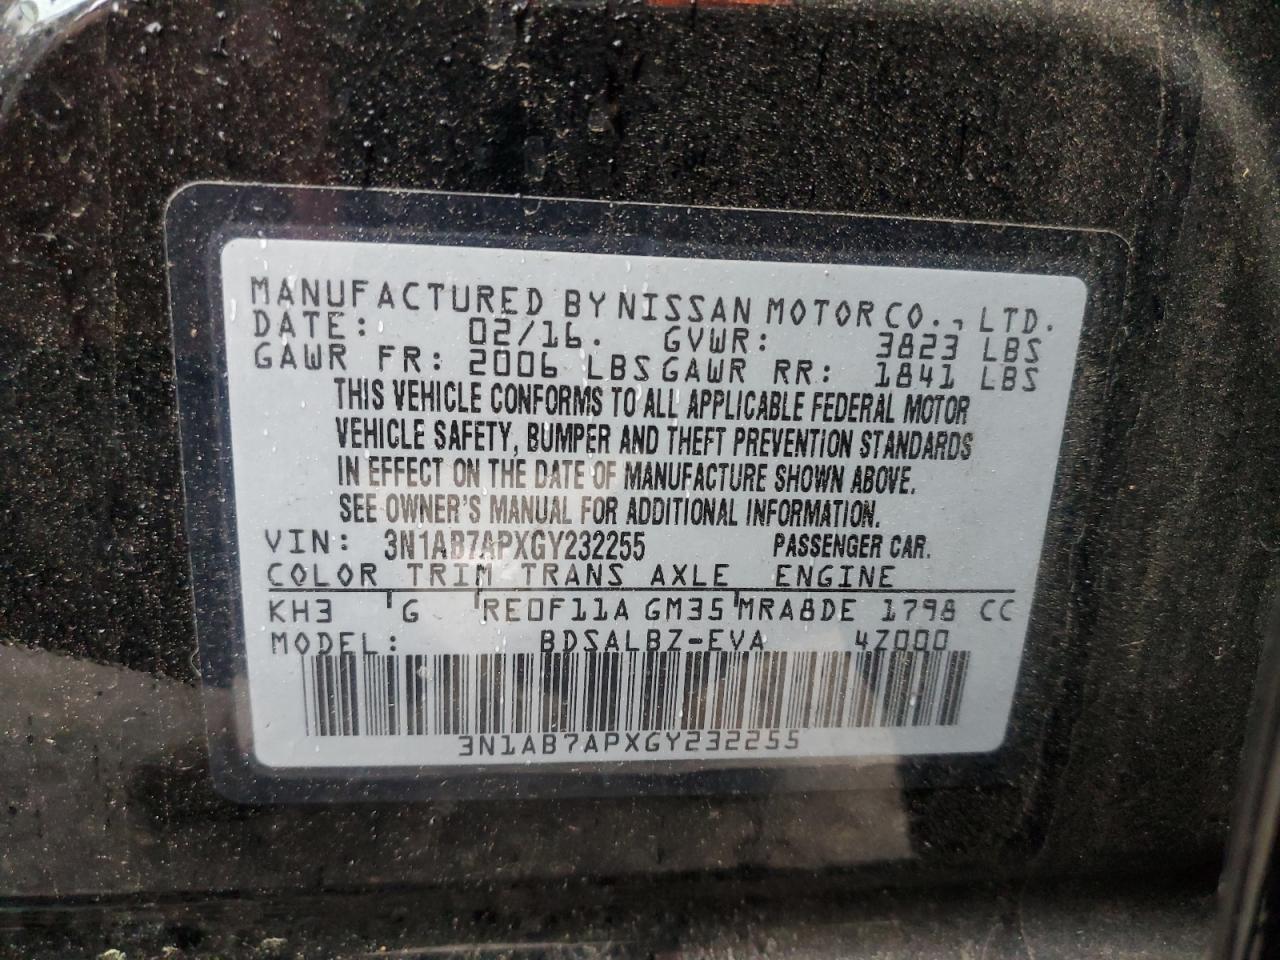 MANUFACTURED BY NISSAN MOTOR CO., LTD.
DATE: 02/16. GVWR: 3823 LBS
GAWR FR: 2006 LBS GAWR RR: 1841 LBS
THIS VEHICLE CONFORMS TO ALL APPLICABLE FEDERAL MOTOR
VEHICLE SAFETY, BUMPER AND THEFT PREVENTION STANDARDS
IN EFFECT ON THE DATE OF MANUFACTURE SHOWN ABOVE.
SEE OWNER'S MANUAL FOR ADDITIONAL INFORMATION.
VIN: 3N1AB7APXGY232255 PASSENGER CAR.
COLOR TRIM TRANS AXLE ENGINE
KH3 G RE0F11A GM35 MRA8DE 1798 CC
MODEL: BDSALBZ-EVA 4Z000
3N1AB7APXGY232255